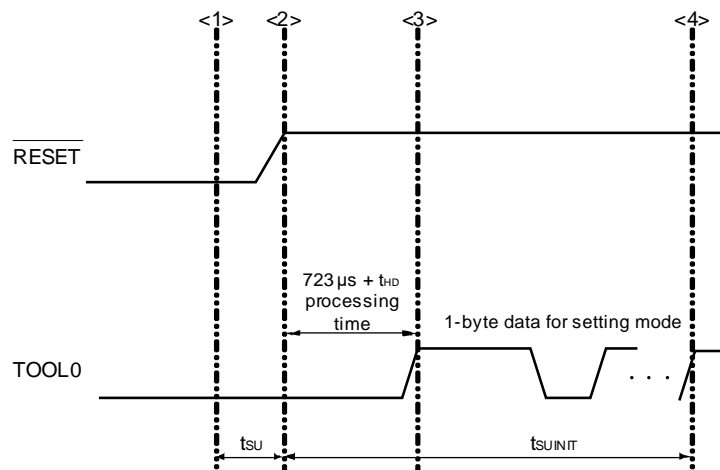 <1> <2> <3> <4>
RESET
723 µs + tHD
processing
time
1-byte data for setting mode
TOOL0
. . .
tSU tSUINIT